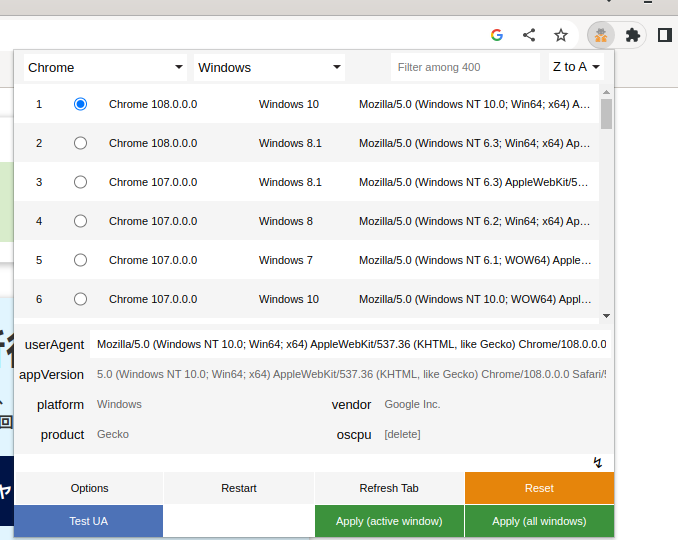 Chrome Windows Filter among 400 Z to A
1 Chrome 108.0.0.0 Windows 10 Mozilla/5.0 (Windows NT 10.0; Win64; x64) A...
2 Chrome 108.0.0.0 Windows 8.1 Mozilla/5.0 (Windows NT 6.3; Win64; x64) Ap...
3 Chrome 107.0.0.0 Windows 8.1 Mozilla/5.0 (Windows NT 6.3) AppleWebKit/5...
4 Chrome 107.0.0.0 Windows 8 Mozilla/5.0 (Windows NT 6.2; Win64; x64) Ap...
5 Chrome 107.0.0.0 Windows 7 Mozilla/5.0 (Windows NT 6.1; WOW64) Apple...
6 Chrome 107.0.0.0 Windows 10 Mozilla/5.0 (Windows NT 10.0; WOW64) Appl...
userAgent Mozilla/5.0 (Windows NT 10.0; Win64; x64) AppleWebKit/537.36 (KHTML, like Gecko) Chrome/108.0.0.0
appVersion 5.0 (Windows NT 10.0; Win64; x64) AppleWebKit/537.36 (KHTML, like Gecko) Chrome/108.0.0.0 Safari/
platform Windows vendor Google Inc.
product Gecko oscpu [delete]
Options Restart Refresh Tab Reset
Test UA Apply (active window) Apply (all windows)